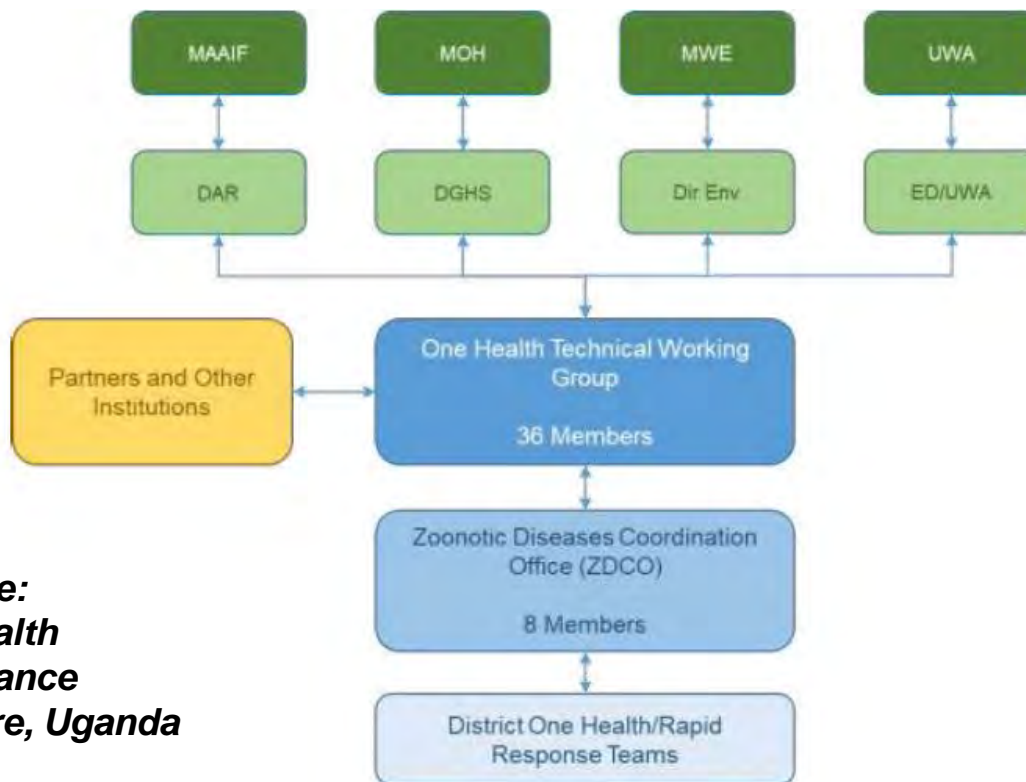 MAAIF
MOH
MWE
UWA
DAR
DGHS
Dir Env
ED/UWA
Partners and Other
Institutions
One Health Technical Working
Group
36 Members
Zoonotic Diseases Coordination
Office (ZDCO)
8 Members
District One Health/Rapid
Response Teams
e:
alth
ance
re, Uganda